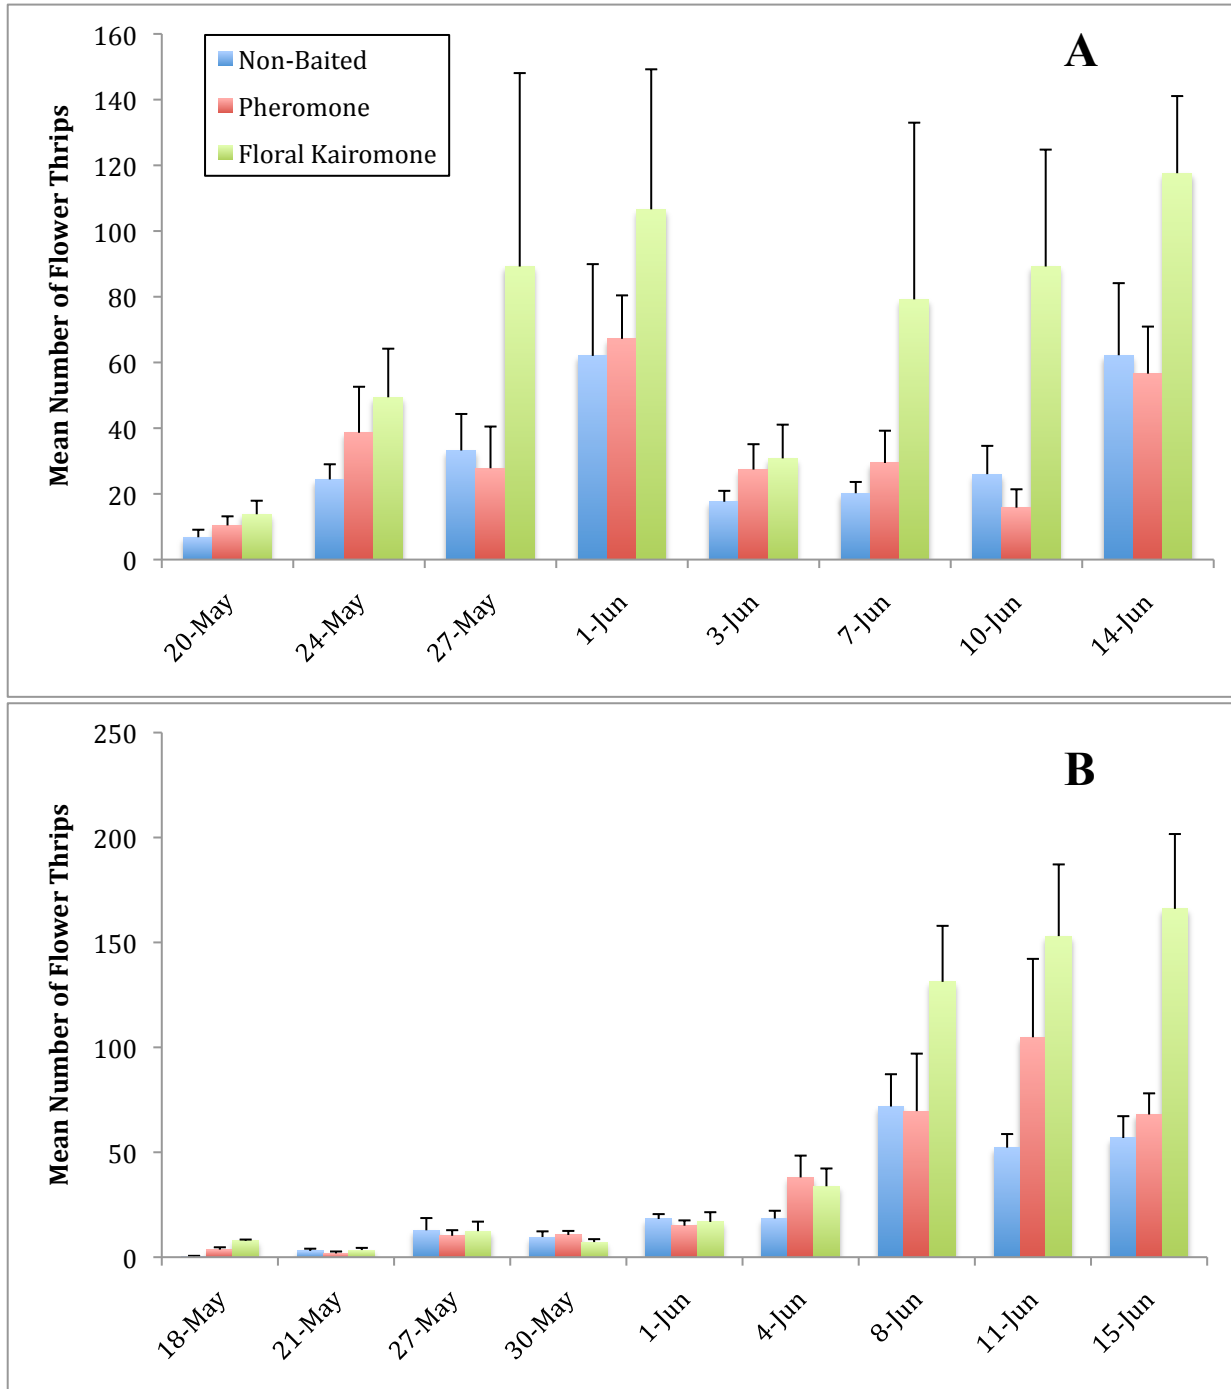 A
Non-Baited
Pheromone
Floral Kairomone
Mean Number of Flower Thrips
160
140
120
100
80
60
40
20
0
20-May
24-May
27-May
1-Jun
3-Jun
7-Jun
10-Jun
14-Jun
B
Mean Number of Flower Thrips
250
200
150
100
50
0
18-May
21-May
27-May
30-May
1-Jun
4-Jun
8-Jun
11-Jun
15-Jun